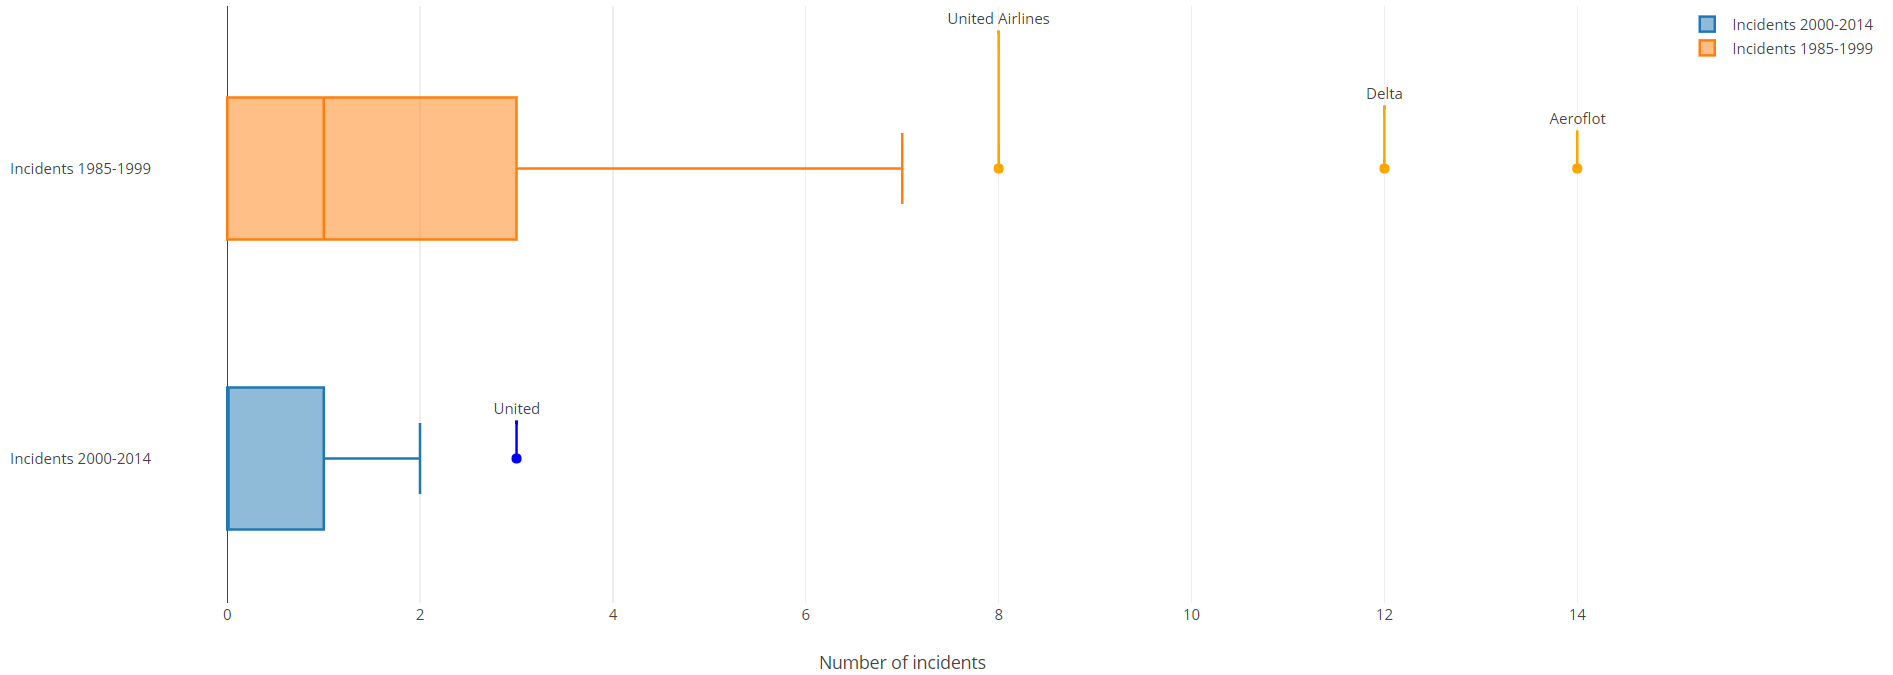 United Airlines
Incidents 2000-2014
Incidents 1985-1999
Delta
Aeroflot
Incidents 1985-1999
United
Incidents 2000-2014
0 2 4 6 8 10 12 14
Number of incidents